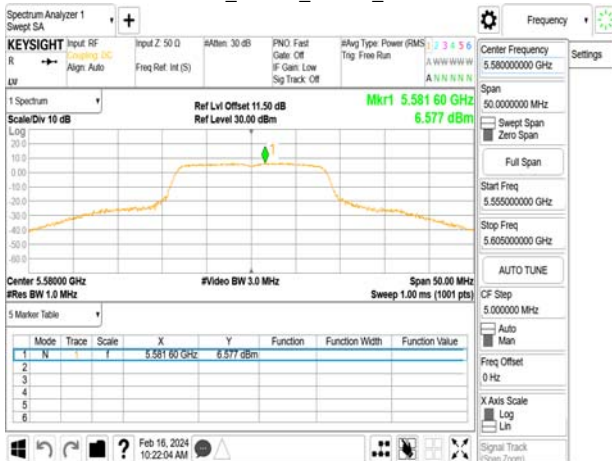 Spectrum Analyzer 1
Swept SA
+
Frequency
Settings
KEYSIGHT
R
Input: RF
Coupling: DC
Align: Auto
Input Z: 50 Ω
Freq Ref: Int (S)
#Atten: 30 dB
PNO: Fast
Gate: Off
IF Gain: Low
Sig Track: Off
#Avg Type: Power (RMS
Trig: Free Run
1 2 3 4 5 6
A WW WW W
A N N N N N
1 Spectrum
Scale/Div 10 dB
Log
Ref Lvl Offset 11.50 dB
Ref Level 30.00 dBm
Mkr1 5.581 60 GHz
6.577 dBm
1
20.0
10.0
0.00
-10.0
-20.0
-30.0
-40.0
-50.0
-60.0
Center 5.58000 GHz
#Res BW 1.0 MHz
#Video BW 3.0 MHz
Span 50.00 MHz
Sweep 1.00 ms (1001 pts)
5 Marker Table
Mode Trace Scale X Y Function Function Width Function Value
1 N 1 f 5.581 60 GHz 6.577 dBm
2
3
4
5
6
Feb 16, 2024
10:22:04 AM
Center Frequency
5.580000000 GHz
Span
50.0000000 MHz
Swept Span
Zero Span
Full Span
Start Freq
5.555000000 GHz
Stop Freq
5.605000000 GHz
AUTO TUNE
CF Step
5.000000 MHz
Auto
Man
Freq Offset
0 Hz
X Axis Scale
Log
Lin
Signal Track
(Span Zoom)